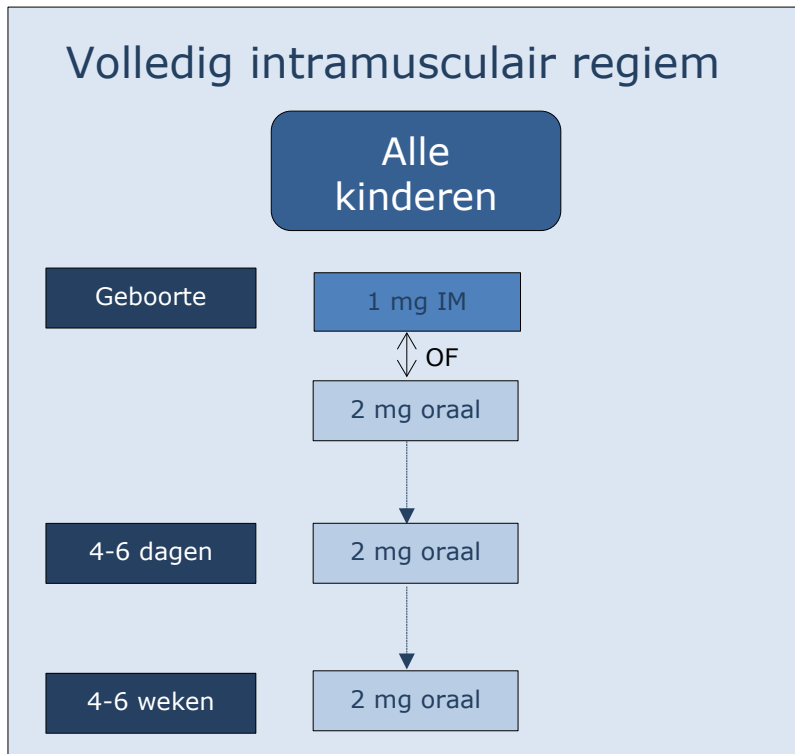 Volledig intramusculair regiem
Alle
kinderen
Geboorte
1 mg IM
OF
2 mg oraal
4-6 dagen
2 mg oraal
4-6 weken
2 mg oraal